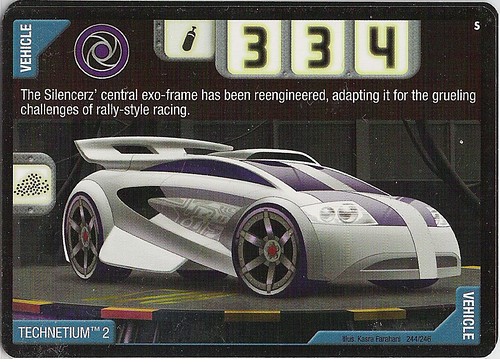 VEHICLE
3 3 4
S
The Silencerz' central exo-frame has been reengineered, adapting it for the grueling
challenges of rally-style racing.
TECHNETIUM™ 2
Illus. Kasra Farahani 244/246
VEHICLE